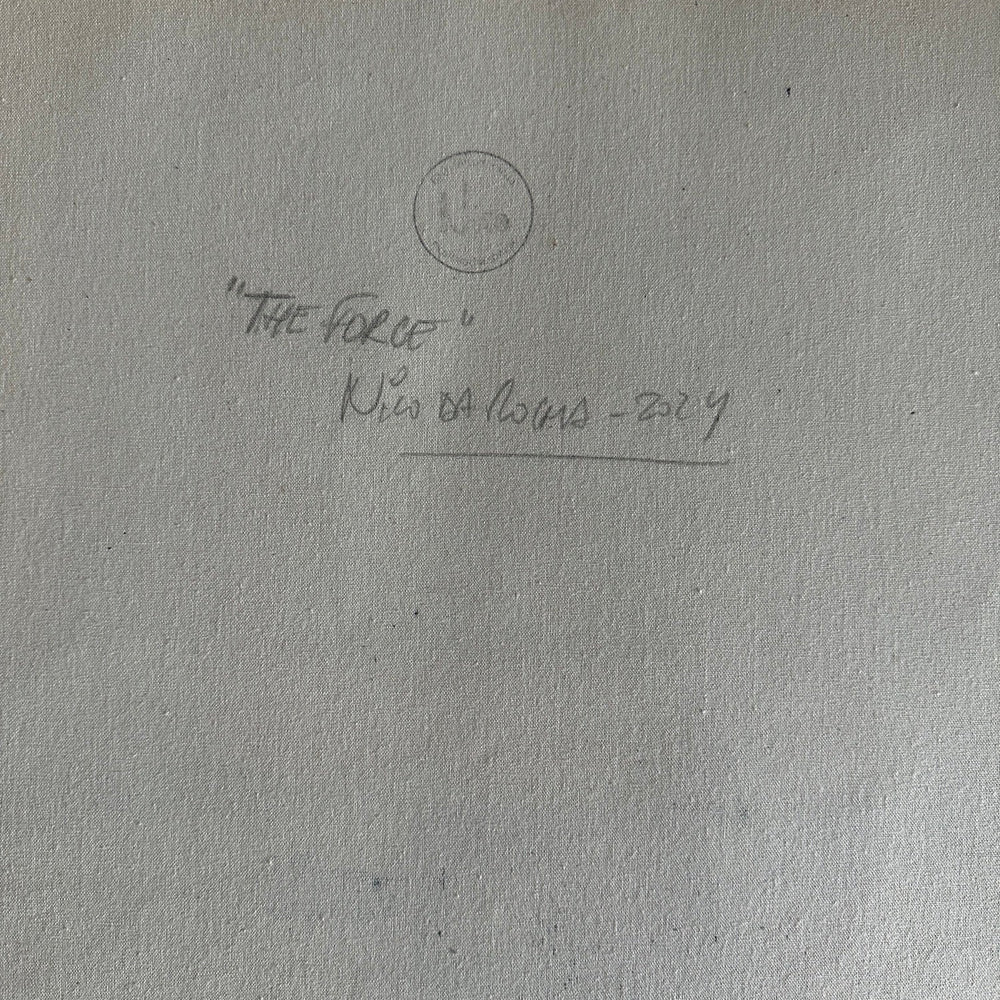 "THE FORCE"
Nico DA ROCHA - 2024